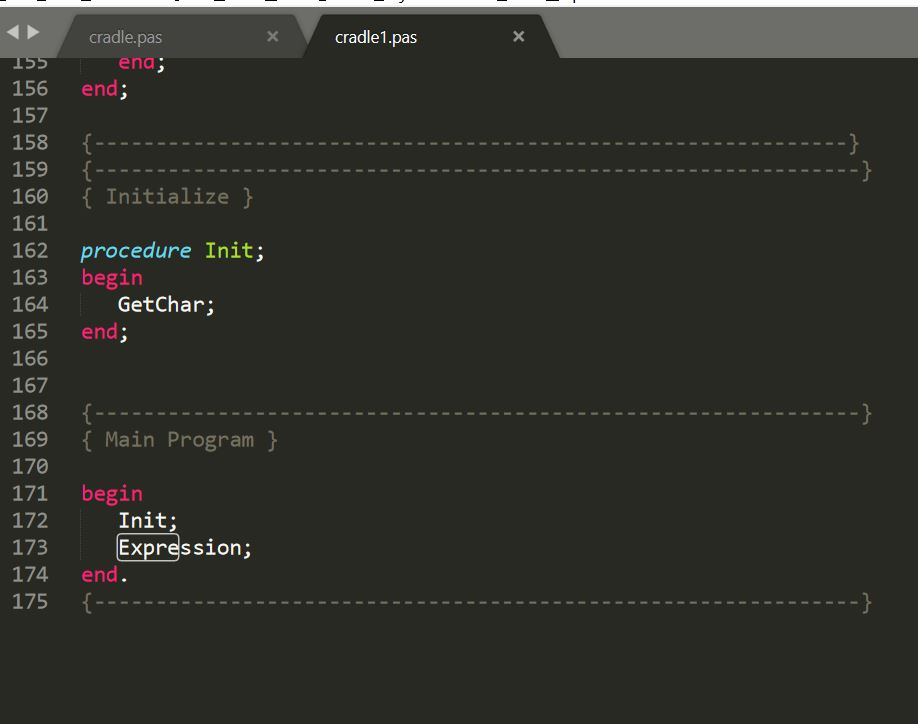 cradle.pas × cradle1.pas ×
155 end;
156 end;
157
158 {-------------------------------------------------------------}
159 {--------------------------------------------------------------}
160 { Initialize }
161
162 procedure Init;
163 begin
164 GetChar;
165 end;
166
167
168 {--------------------------------------------------------------}
169 { Main Program }
170
171 begin
172 Init;
173 Expression;
174 end.
175 {--------------------------------------------------------------}